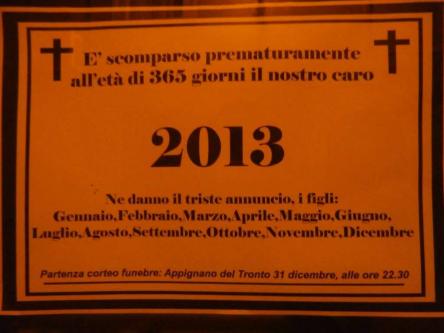 E' scomparso prematuramente
all'età di 365 giorni il nostro caro
2013
Ne danno il triste annuncio, i figli:
Gennaio,Febbraio,Marzo,Aprile,Maggio,Giugno,
Luglio,Agosto,Settembre,Ottobre,Novembre,Dicembre
Partenza corteo funebre: Appignano del Tronto 31 dicembre, alle ore 22.30